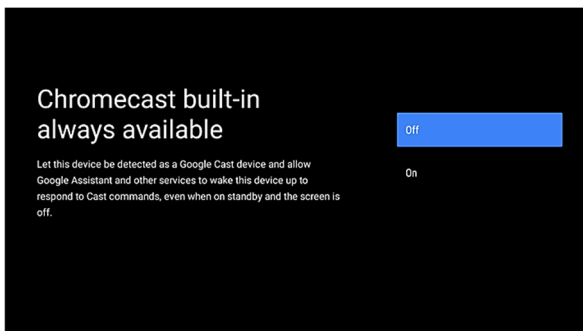 Chromecast built-in
always available
Let this device be detected as a Google Cast device and allow
Google Assistant and other services to wake this device up to
respond to Cast commands, even when on standby and the screen is
off.
Off
On